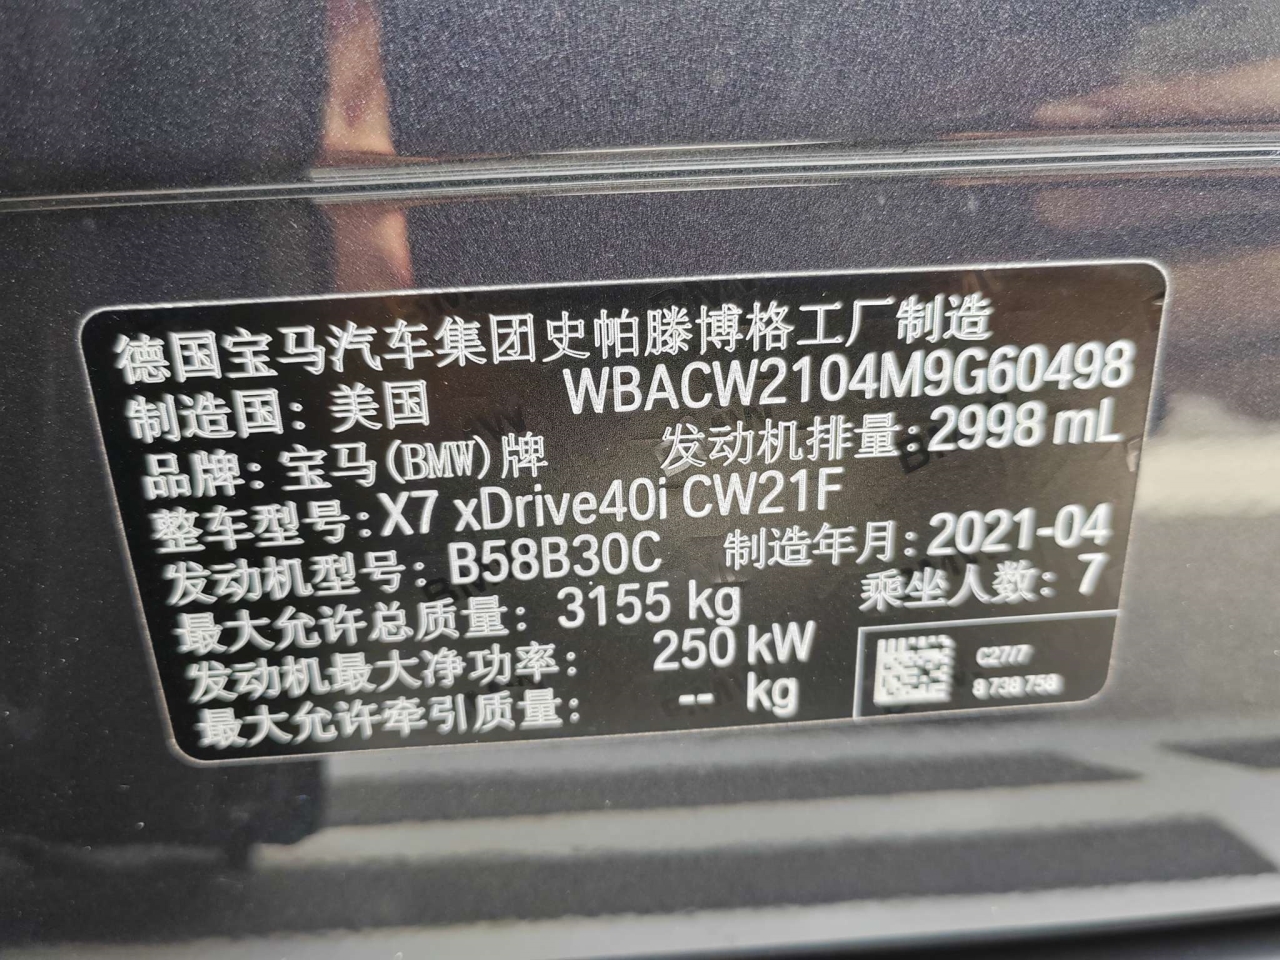 德国宝马汽车集团史帕滕博格工厂制造
制造国: 美国 WBACW2104M9G60498
品牌: 宝马(BMW)牌 发动机排量: 2998 mL
整车型号: X7 xDrive40i CW21F
发动机型号: B58B30C 制造年月: 2021-04
最大允许总质量: 3155 kg 乘坐人数: 7
发动机最大净功率: 250 kW
最大允许牵引质量: -- kg
C27/7
8 738 758